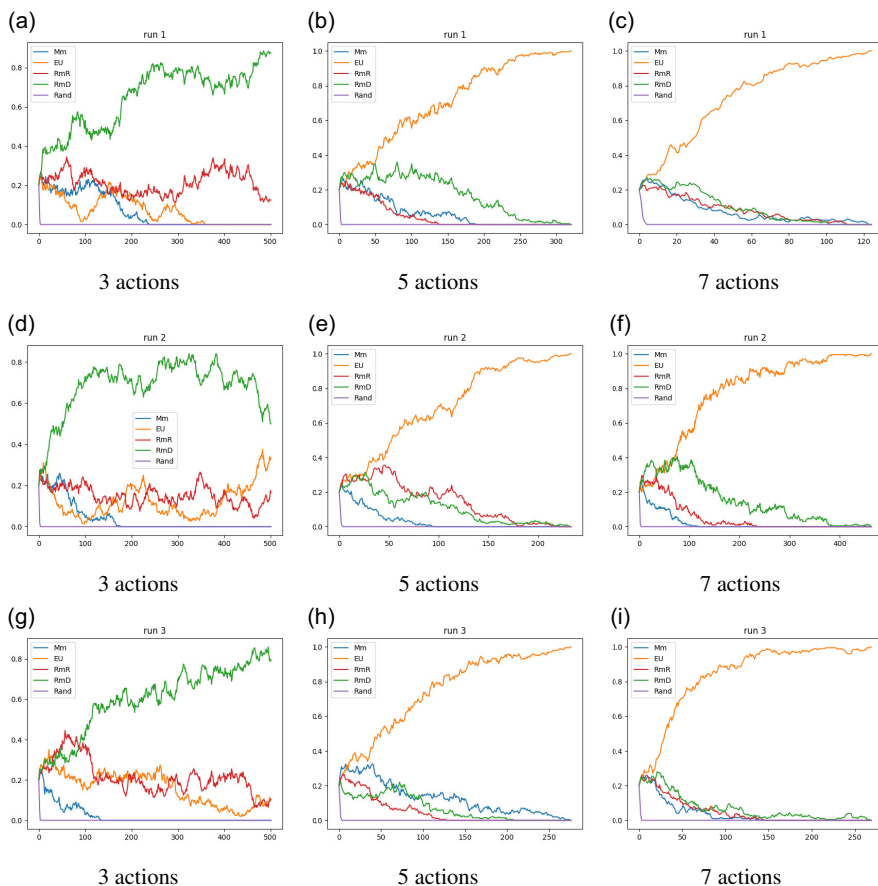 (a)
run 1
Mm
EU
RmR
RmD
Rand
0.8
0.6
0.4
0.2
0.0
0 100 200 300 400 500
3 actions
(b)
run 1
Mm
EU
RmR
RmD
Rand
1.0
0.8
0.6
0.4
0.2
0.0
0 50 100 150 200 250 300
5 actions
(c)
run 1
Mm
EU
RmR
RmD
Rand
1.0
0.8
0.6
0.4
0.2
0.0
0 20 40 60 80 100 120
7 actions
(d)
run 2
Mm
EU
RmR
RmD
Rand
0.8
0.6
0.4
0.2
0.0
0 100 200 300 400 500
3 actions
(e)
run 2
Mm
EU
RmR
RmD
Rand
1.0
0.8
0.6
0.4
0.2
0.0
0 50 100 150 200
5 actions
(f)
run 2
Mm
EU
RmR
RmD
Rand
1.0
0.8
0.6
0.4
0.2
0.0
0 100 200 300 400
7 actions
(g)
run 3
Mm
EU
RmR
RmD
Rand
0.8
0.6
0.4
0.2
0.0
0 100 200 300 400 500
3 actions
(h)
run 3
Mm
EU
RmR
RmD
Rand
1.0
0.8
0.6
0.4
0.2
0.0
0 50 100 150 200 250
5 actions
(i)
run 3
Mm
EU
RmR
RmD
Rand
1.0
0.8
0.6
0.4
0.2
0.0
0 50 100 150 200 250
7 actions